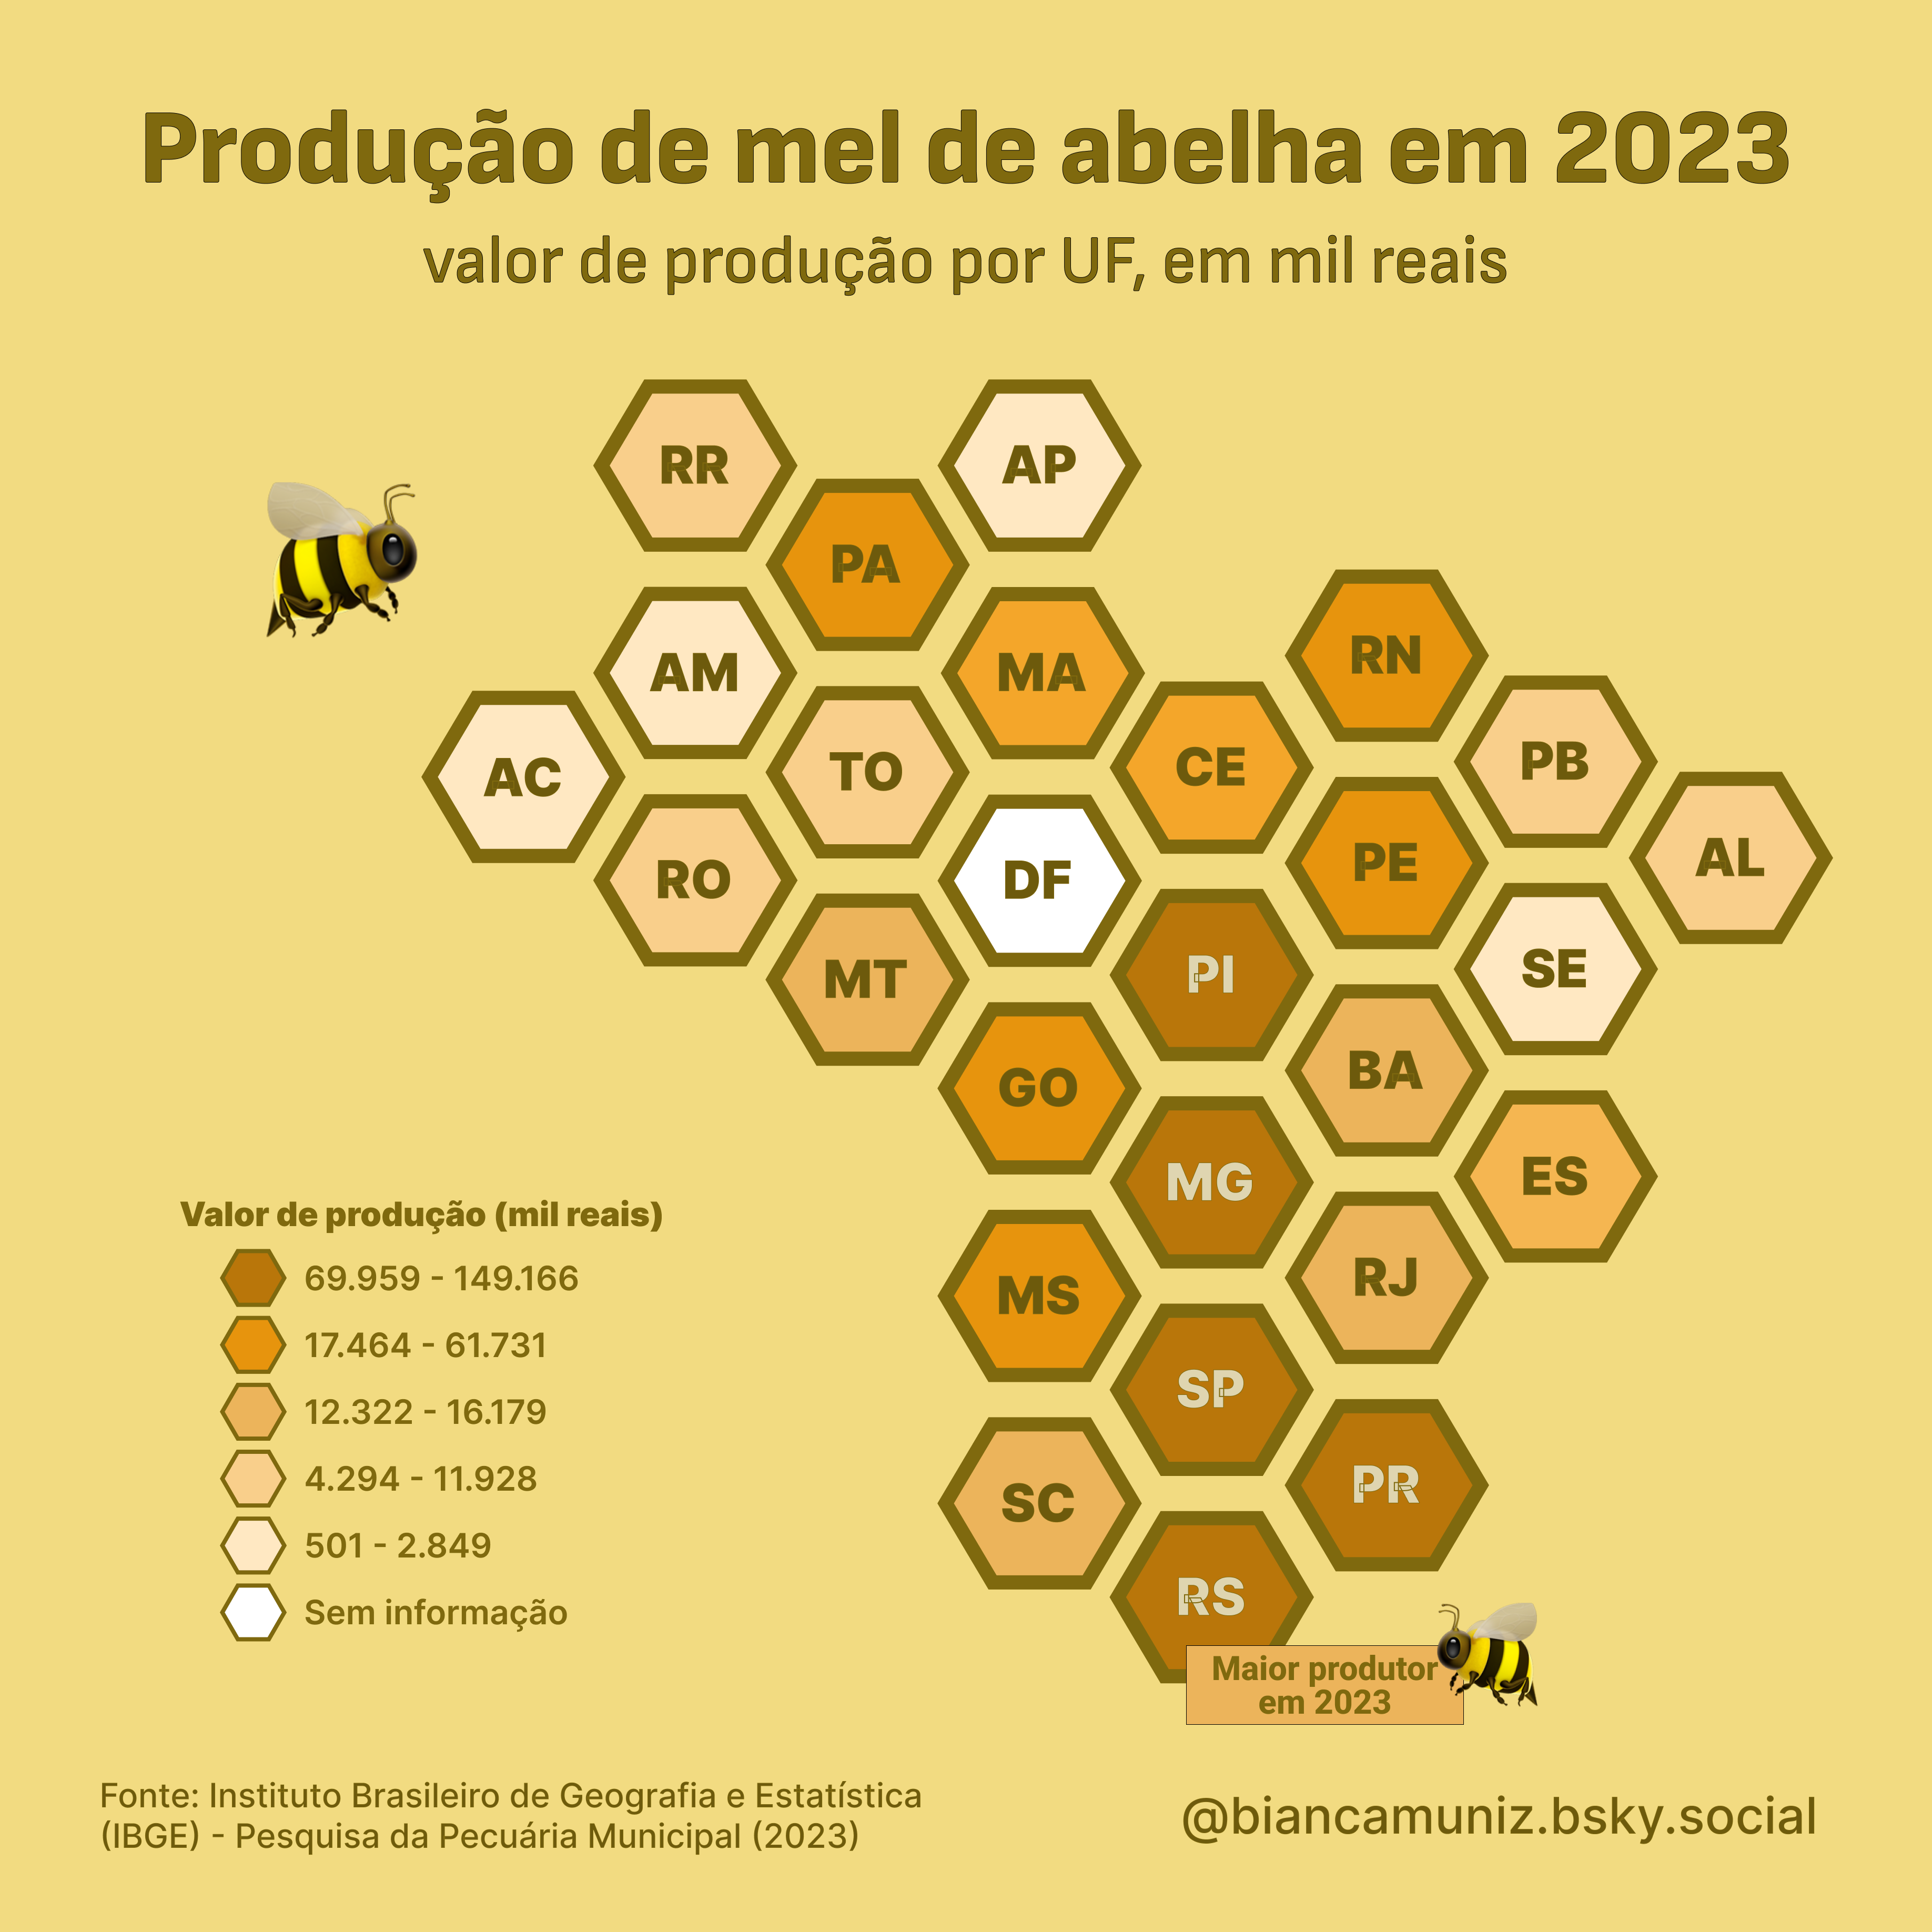 Produção de mel de abelha em 2023
valor de produção por UF, em mil reais
RR
AP
PA
RN
AM
MA
PB
CE
TO
AC
AL
PE
RO
DF
SE
PI
MT
BA
GO
ES
MG
RJ
MS
SP
PR
SC
RS
Maior produtor
em 2023
Valor de produção (mil reais)
69.959 - 149.166
17.464 - 61.731
12.322 - 16.179
4.294 - 11.928
501 - 2.849
Sem informação
Fonte: Instituto Brasileiro de Geografia e Estatística
(IBGE) - Pesquisa da Pecuária Municipal (2023)
@biancamuniz.bsky.social